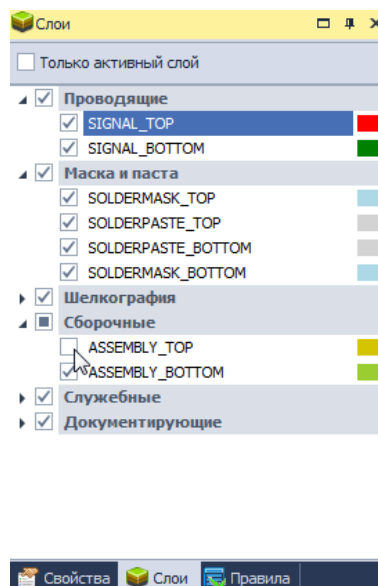 Слои
Только активный слой
Проводящие
SIGNAL_TOP
SIGNAL_BOTTOM
Маска и паста
SOLDERMASK_TOP
SOLDERPASTE_TOP
SOLDERPASTE_BOTTOM
SOLDERMASK_BOTTOM
Шелкография
Сборочные
ASSEMBLY_TOP
ASSEMBLY_BOTTOM
Служебные
Документирующие
Свойства Слои Правила